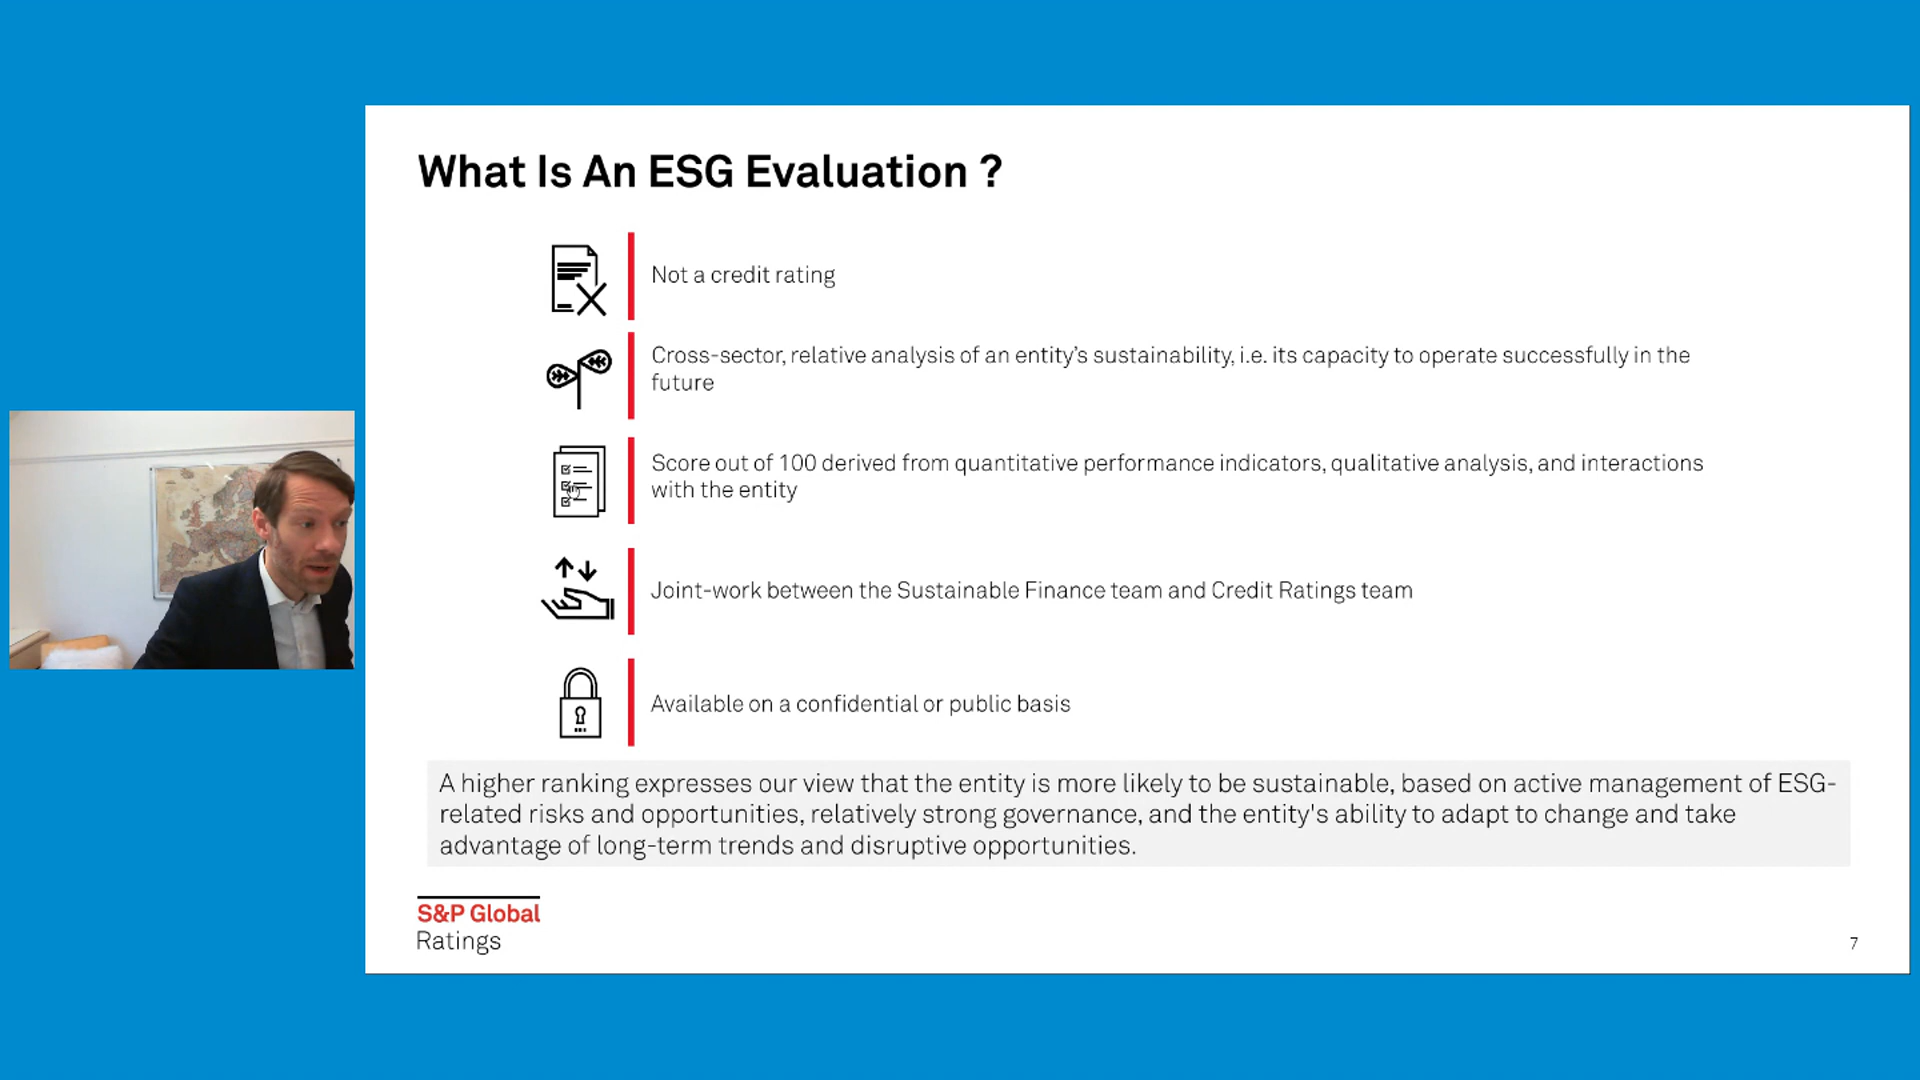 What Is An ESG Evaluation ?
Not a credit rating
Cross-sector, relative analysis of an entity's sustainability, i.e. its capacity to operate successfully in the
future
Score out of 100 derived from quantitative performance indicators, qualitative analysis, and interactions
with the entity
Joint-work between the Sustainable Finance team and Credit Ratings team
Available on a confidential or public basis
A higher ranking expresses our view that the entity is more likely to be sustainable, based on active management of ESG-
related risks and opportunities, relatively strong governance, and the entity's ability to adapt to change and take
advantage of long-term trends and disruptive opportunities.
S&P Global
Ratings
7